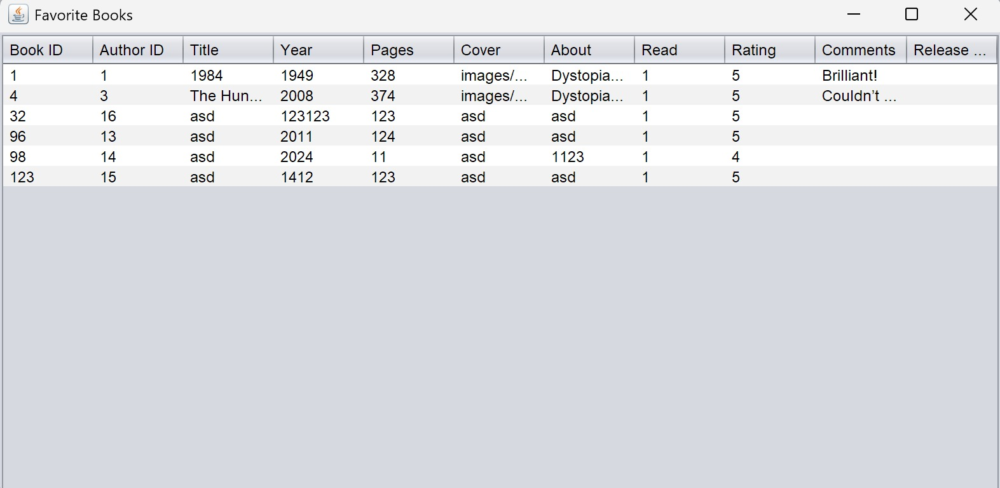 Favorite Books
Book ID Author ID Title Year Pages Cover About Read Rating Comments Release ...
1 1 1984 1949 328 images/... Dystopia... 1 5 Brilliant!
4 3 The Hun... 2008 374 images/... Dystopia... 1 5 Couldn’t ...
32 16 asd 123123 123 asd asd 1 5
96 13 asd 2011 124 asd asd 1 5
98 14 asd 2024 11 asd 1123 1 4
123 15 asd 1412 123 asd asd 1 5